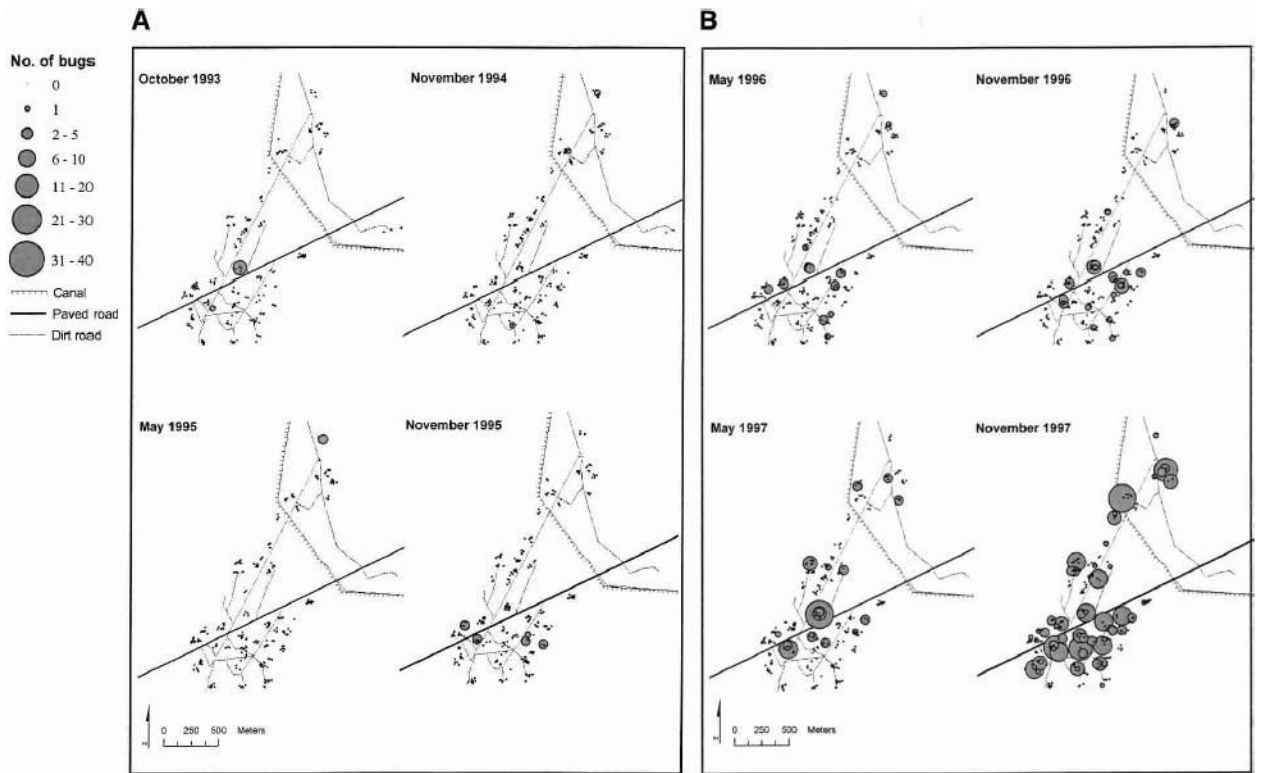 A
B
No. of bugs
0
1
2 - 5
6 - 10
11 - 20
21 - 30
31 - 40
Canal
Paved road
Dirt road
October 1993
November 1994
May 1995
November 1995
0 250 500 Meters
May 1996
November 1996
May 1997
November 1997
0 250 500 Meters